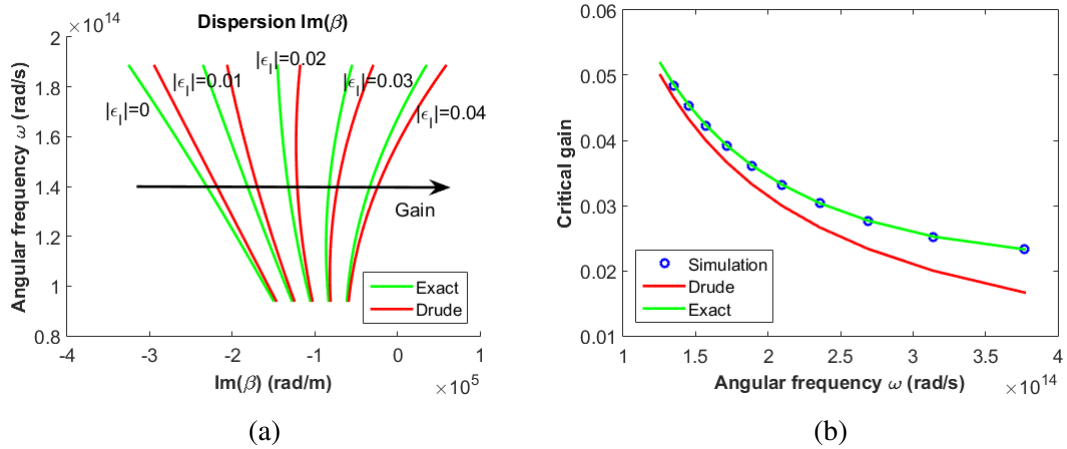 ×10^14
Dispersion Im(β)
2
1.8
1.6
1.4
1.2
1
0.8
Angular frequency ω (rad/s)
|ϵ_I|=0
|ϵ_I|=0.01
|ϵ_I|=0.02
|ϵ_I|=0.03
|ϵ_I|=0.04
Gain
Exact
Drude
-4 -3 -2 -1 0 1
Im(β) (rad/m)
×10^5
(a)
0.06
0.05
0.04
0.03
0.02
0.01
Critical gain
Simulation
Drude
Exact
1 1.5 2 2.5 3 3.5 4
Angular frequency ω (rad/s)
×10^14
(b)